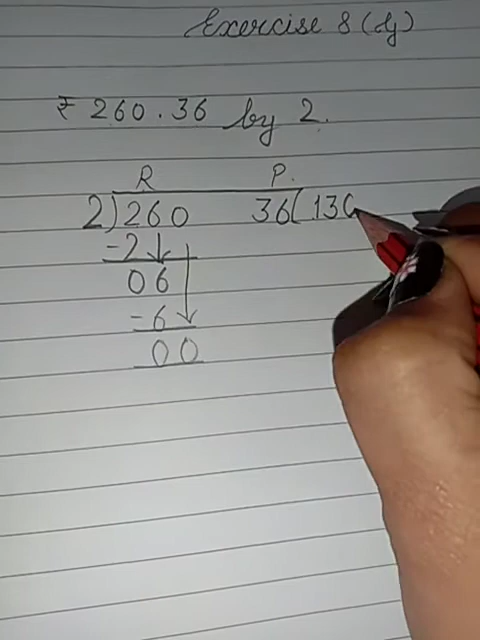 Exercise 8 (d)
₹ 260.36 by 2.
R P.
2) 260 36( 130
-2
06
-6
00